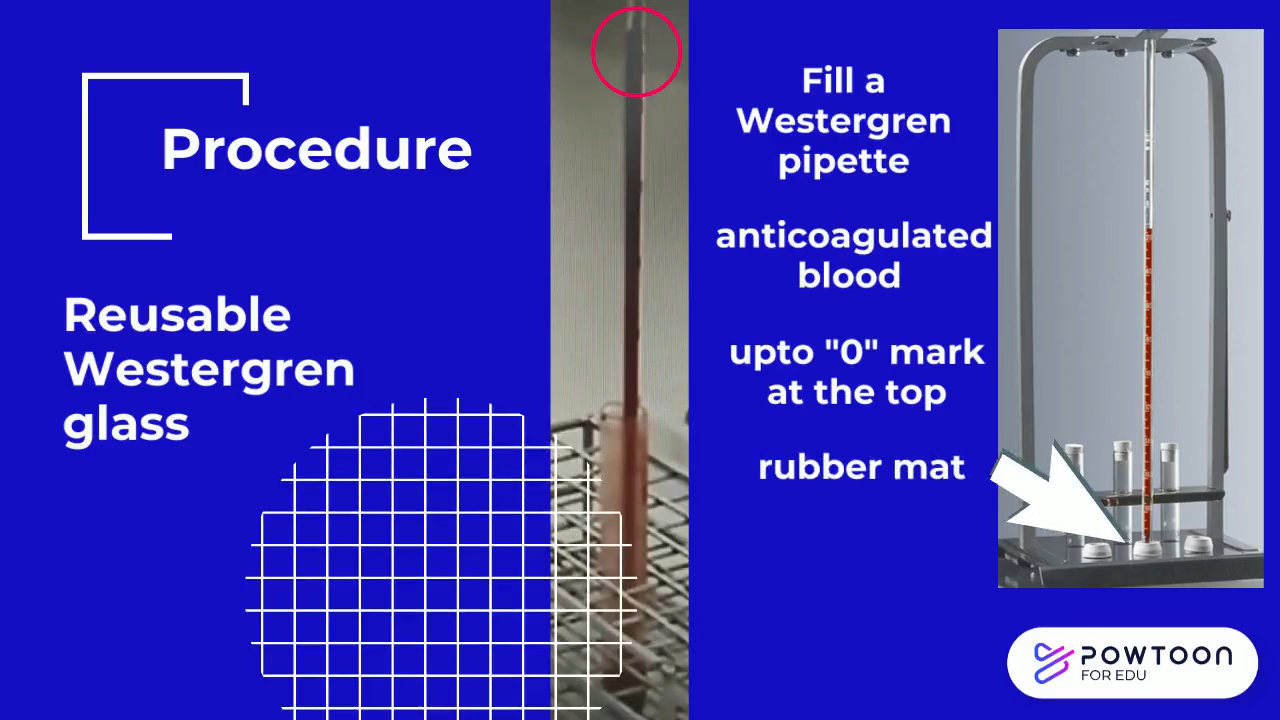 Procedure
Reusable
Westergren
glass
Fill a
Westergren
pipette
anticoagulated
blood
upto "0" mark
at the top
rubber mat
POWTOON
FOR EDU